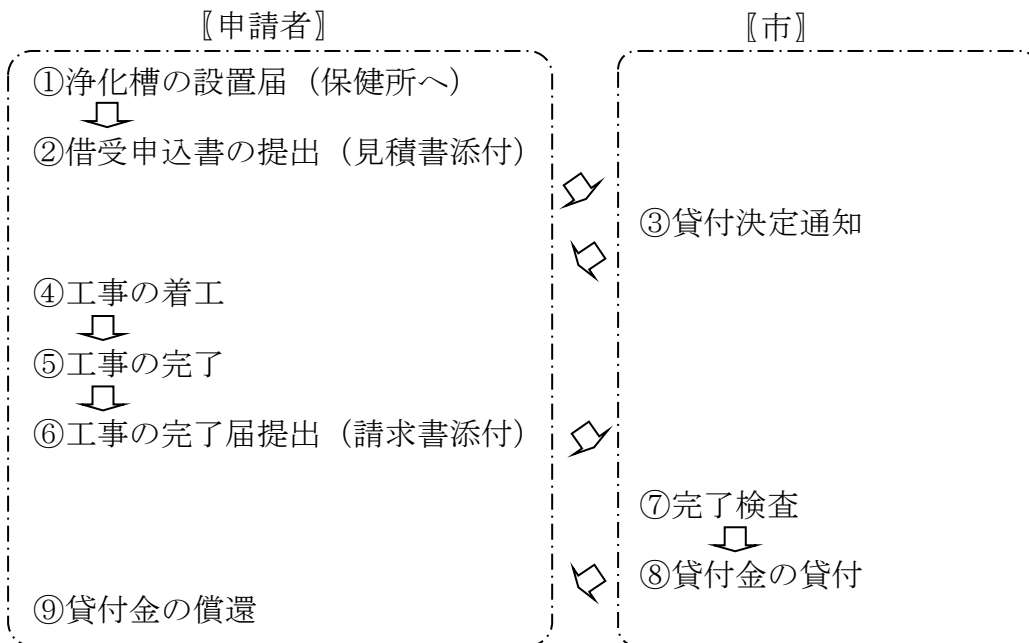 〖申請者〗
〖市〗
①浄化槽の設置届（保健所へ）
②借受申込書の提出（見積書添付）
③貸付決定通知
④工事の着工
⑤工事の完了
⑥工事の完了届提出（請求書添付）
⑦完了検査
⑧貸付金の貸付
⑨貸付金の償還